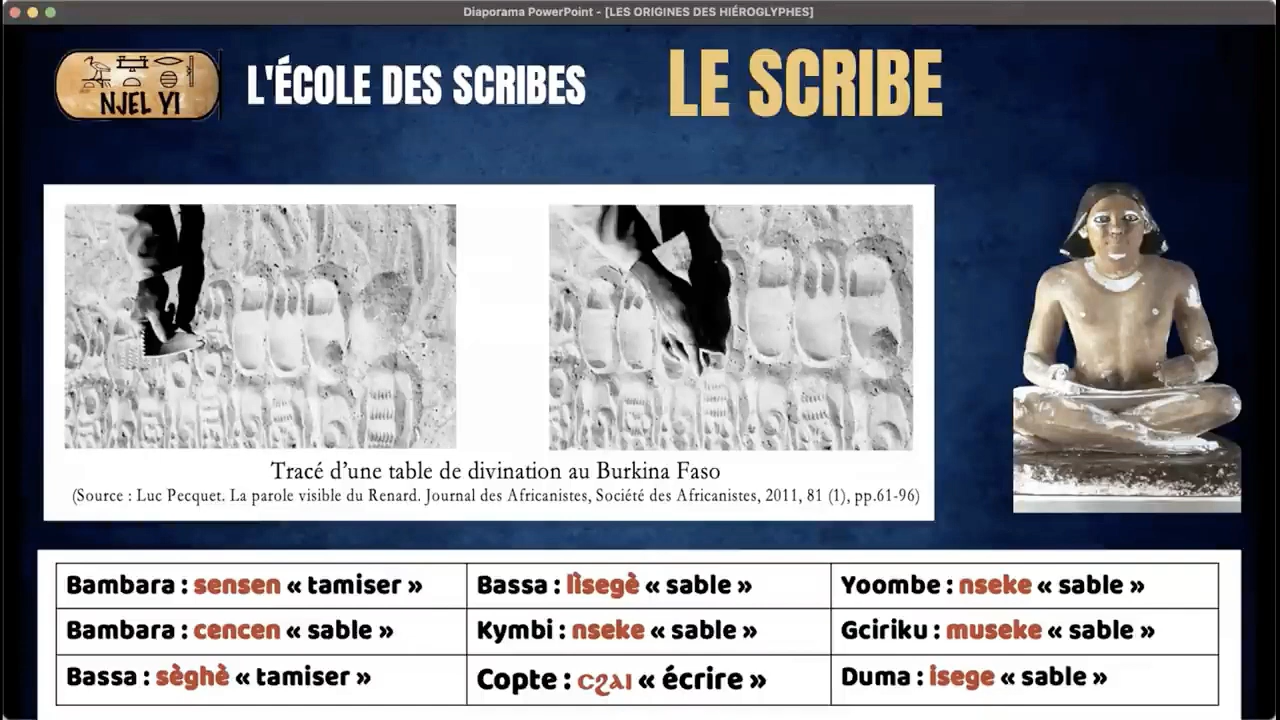 Diaporama PowerPoint - [LES ORIGINES DES HIÉROGLYPHES]
NJEL YI
L'ÉCOLE DES SCRIBES
LE SCRIBE
Tracé d'une table de divination au Burkina Faso
(Source : Luc Pecquet. La parole visible du Renard. Journal des Africanistes, Société des Africanistes, 2011, 81 (1), pp.61-96)
Bambara : sensen « tamiser »
Bassa : lìsegè « sable »
Yoombe : nseke « sable »
Bambara : cencen « sable »
Kymbi : nseke « sable »
Gciriku : museke « sable »
Bassa : sèghè « tamiser »
Copte : ⲥϩⲁⲓ « écrire »
Duma : isege « sable »